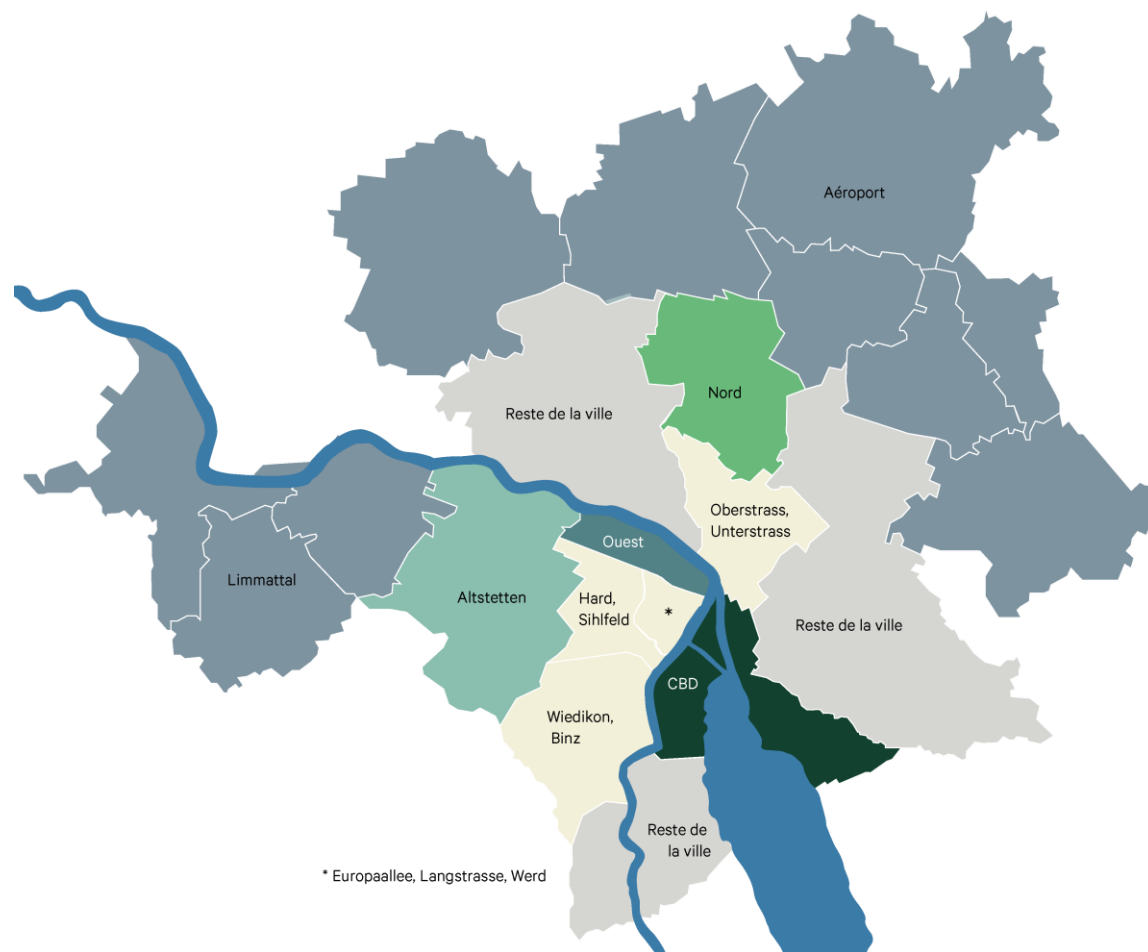 Aéroport
Nord
Reste de la ville
Oberstrass,
Unterstrass
Ouest
Limmattal
Altstetten
Hard,
Sihlfeld
*
Reste de la ville
CBD
Wiedikon,
Binz
Reste de
la ville
* Europaallee, Langstrasse, Werd